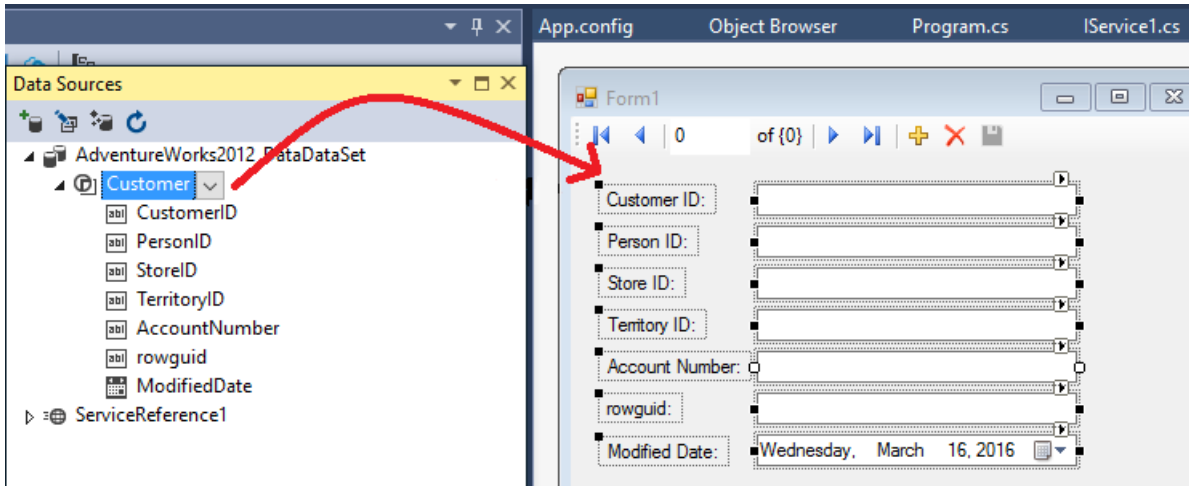 App.config Object Browser Program.cs IService1.cs
Data Sources
Form1
0 of {0}
AdventureWorks2012_DataDataSet
Customer
CustomerID
PersonID
StoreID
TerritoryID
AccountNumber
rowguid
ModifiedDate
ServiceReference1
Customer ID:
Person ID:
Store ID:
Territory ID:
Account Number:
rowguid:
Modified Date: Wednesday, March 16, 2016